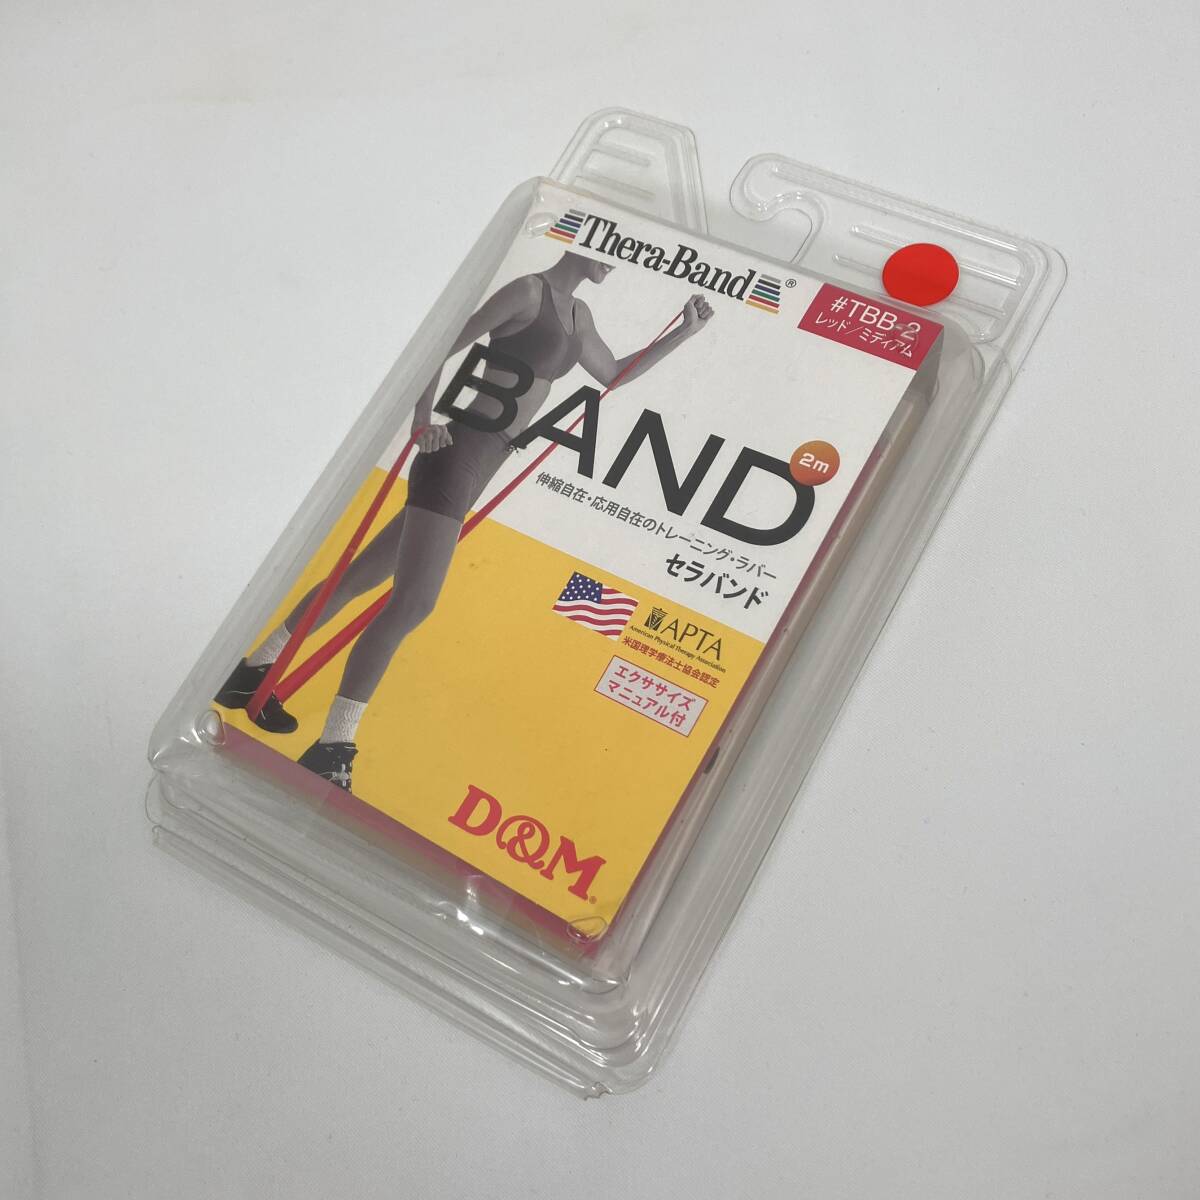 Thera-Band®
#TBB-2
レッド/ミディアム
BAND
2m
伸縮自在・応用自在のトレーニング・ラバー
セラバンド
APTA
American Physical Therapy Association
米国理学療法士協会認定
エクササイズ
マニュアル付
D&M®